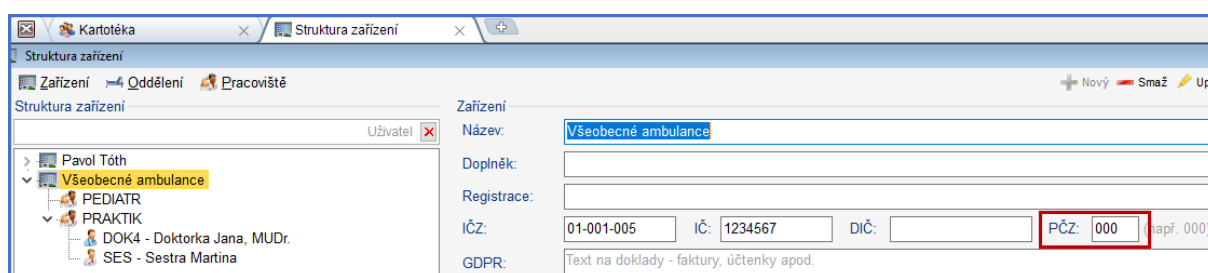 Kartotéka
Struktura zařízení
Struktura zařízení
Zařízení Oddělení Pracoviště
Nový Smaž
Struktura zařízení
Zařízení
Uživatel
Název: Všeobecné ambulance
Pavol Tóth
Doplněk:
Všeobecné ambulance
PEDIATR
Registrace:
PRAKTIK
IČZ: 01-001-005 IČ: 1234567 DIČ: PČZ: 000 (např. 000)
DOK4 - Doktorka Jana, MUDr.
SES - Sestra Martina
GDPR: Text na doklady - faktury, účtenky apod.